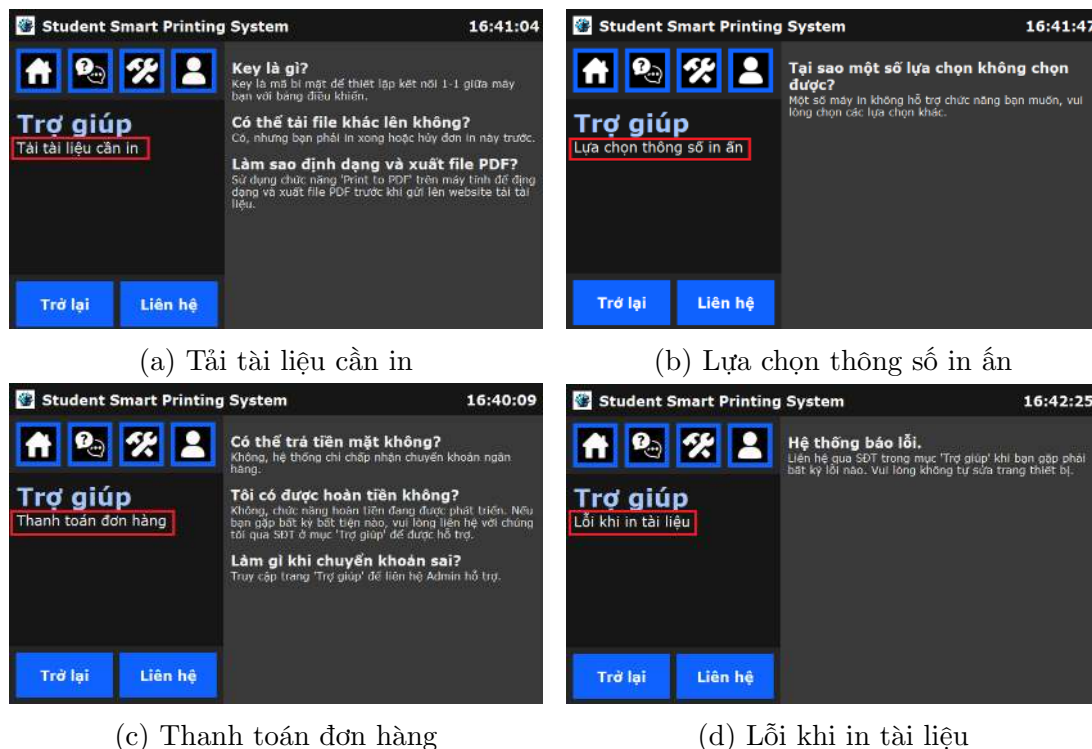 Student Smart Printing System 16:41:04
Trợ giúp
Tải tài liệu cần in
Key là gì?
Key là mã bí mật để thiết lập kết nối 1-1 giữa máy
bạn với bảng điều khiển.
Có thể tải file khác lên không?
Có, nhưng bạn phải in xong hoặc hủy đơn in này trước.
Làm sao định dạng và xuất file PDF?
Sử dụng chức năng 'Print to PDF' trên máy tính để định
dạng và xuất file PDF trước khi gửi lên website tải tài
liệu.
Trở lại Liên hệ
(a) Tải tài liệu cần in
Student Smart Printing System 16:41:47
Trợ giúp
Lựa chọn thông số in ấn
Tại sao một số lựa chọn không chọn
được?
Một số máy in không hỗ trợ chức năng bạn muốn, vui
lòng chọn các lựa chọn khác.
Trở lại Liên hệ
(b) Lựa chọn thông số in ấn
Student Smart Printing System 16:40:09
Trợ giúp
Thanh toán đơn hàng
Có thể trả tiền mặt không?
Không, hệ thống chỉ chấp nhận chuyển khoản ngân
hàng.
Tôi có được hoàn tiền không?
Không, chức năng hoàn tiền đang được phát triển. Nếu
bạn gặp bất kỳ bất tiện nào, vui lòng liên hệ với chúng
tôi qua SĐT ở mục 'Trợ giúp' để được hỗ trợ.
Làm gì khi chuyển khoản sai?
Truy cập trang 'Trợ giúp' để liên hệ Admin hỗ trợ.
Trở lại Liên hệ
(c) Thanh toán đơn hàng
Student Smart Printing System 16:42:25
Trợ giúp
Lỗi khi in tài liệu
Hệ thống báo lỗi.
Liên hệ qua SĐT trong mục 'Trợ giúp' khi bạn gặp phải
bất kỳ lỗi nào. Vui lòng không tự sửa trang thiết bị.
Trở lại Liên hệ
(d) Lỗi khi in tài liệu